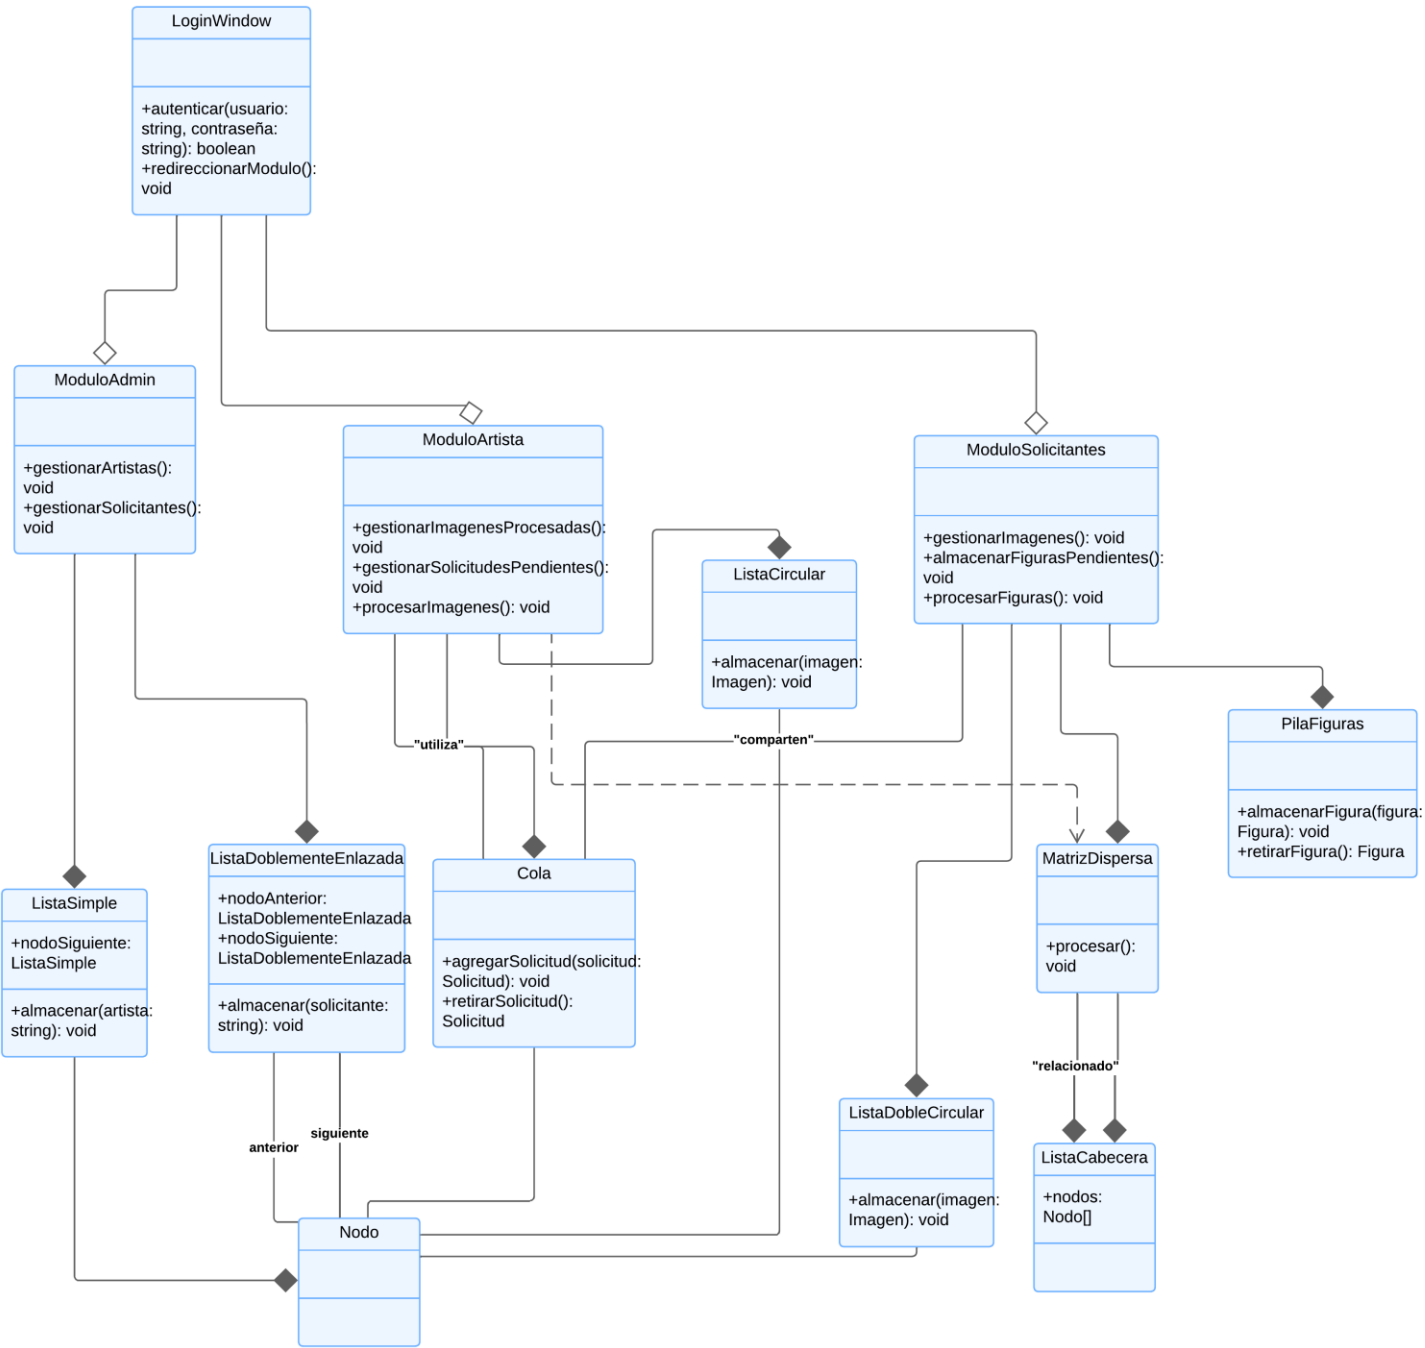 LoginWindow
+autenticar(usuario:
string, contraseña:
string): boolean
+redireccionarModulo():
void
ModuloAdmin
+gestionarArtistas():
void
+gestionarSolicitantes():
void
ModuloArtista
+gestionarImagenesProcesadas():
void
+gestionarSolicitudesPendientes():
void
+procesarImagenes(): void
ModuloSolicitantes
+gestionarImagenes(): void
+almacenarFigurasPendientes():
void
+procesarFiguras(): void
ListaCircular
+almacenar(imagen:
Imagen): void
PilaFiguras
+almacenarFigura(figura:
Figura): void
+retirarFigura(): Figura
"utiliza"
"comparten"
ListaSimple
+nodoSiguiente:
ListaSimple
+almacenar(artista:
string): void
ListaDoblementeEnlazada
+nodoAnterior:
ListaDoblementeEnlazada
+nodoSiguiente:
ListaDoblementeEnlazada
+almacenar(solicitante:
string): void
Cola
+agregarSolicitud(solicitud:
Solicitud): void
+retirarSolicitud():
Solicitud
MatrizDispersa
+procesar():
void
"relacionado"
anterior
siguiente
ListaDobleCircular
+almacenar(imagen:
Imagen): void
ListaCabecera
+nodos:
Nodo[]
Nodo